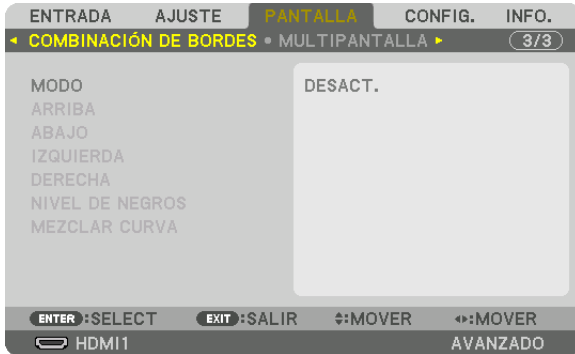 ENTRADA AJUSTE PANTALLA CONFIG. INFO.
COMBINACIÓN DE BORDES • MULTIPANTALLA 3/3
MODO DESACT.
ARRIBA
ABAJO
IZQUIERDA
DERECHA
NIVEL DE NEGROS
MEZCLAR CURVA
ENTER :SELECT EXIT :SALIR :MOVER :MOVER
HDMI1 AVANZADO